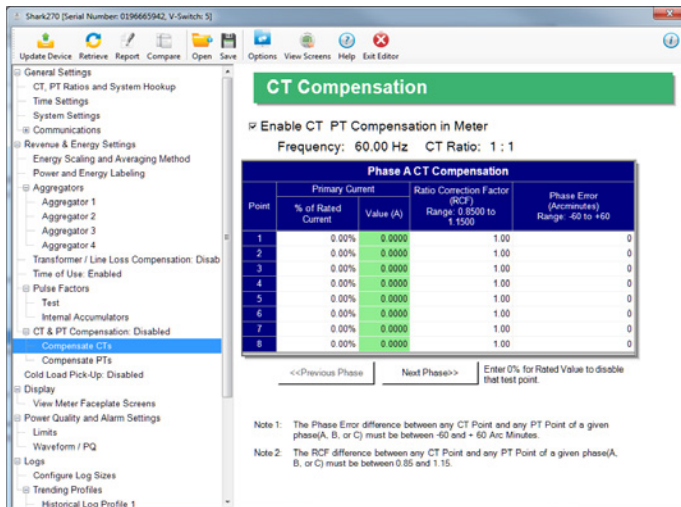 Shark270 [Serial Number: 0196665942, V-Switch: 5]
Update Device Retrieve Report Compare Open Save Options View Screens Help Exit Editor
General Settings
CT, PT Ratios and System Hookup
Time Settings
System Settings
Communications
Revenue & Energy Settings
Energy Scaling and Averaging Method
Power and Energy Labeling
Aggregators
Aggregator 1
Aggregator 2
Aggregator 3
Aggregator 4
Transformer / Line Loss Compensation: Disab
Time of Use: Enabled
Pulse Factors
Test
Internal Accumulators
CT & PT Compensation: Disabled
Compensate CTs
Compensate PTs
Cold Load Pick-Up: Disabled
Display
View Meter Faceplate Screens
Power Quality and Alarm Settings
Limits
Waveform / PQ
Logs
Configure Log Sizes
Trending Profiles
Historical Log Profile 1
CT Compensation
Enable CT PT Compensation in Meter
Frequency: 60.00 Hz CT Ratio: 1 : 1
Phase A CT Compensation
Point
Primary Current
% of Rated
Current
Value (A)
Ratio Correction Factor
(RCF)
Range: 0.8500 to
1.1500
Phase Error
(Arcminutes)
Range: -60 to +60
1 0.00% 0.0000 1.00 0
2 0.00% 0.0000 1.00 0
3 0.00% 0.0000 1.00 0
4 0.00% 0.0000 1.00 0
5 0.00% 0.0000 1.00 0
6 0.00% 0.0000 1.00 0
7 0.00% 0.0000 1.00 0
8 0.00% 0.0000 1.00 0
<<Previous Phase
Next Phase>>
Enter 0% for Rated Value to disable
that test point.
Note 1: The Phase Error difference between any CT Point and any PT Point of a given
phase(A, B, or C) must be between -60 and + 60 Arc Minutes.
Note 2: The RCF difference between any CT Point and any PT Point of a given phase(A,
B, or C) must be between 0.85 and 1.15.